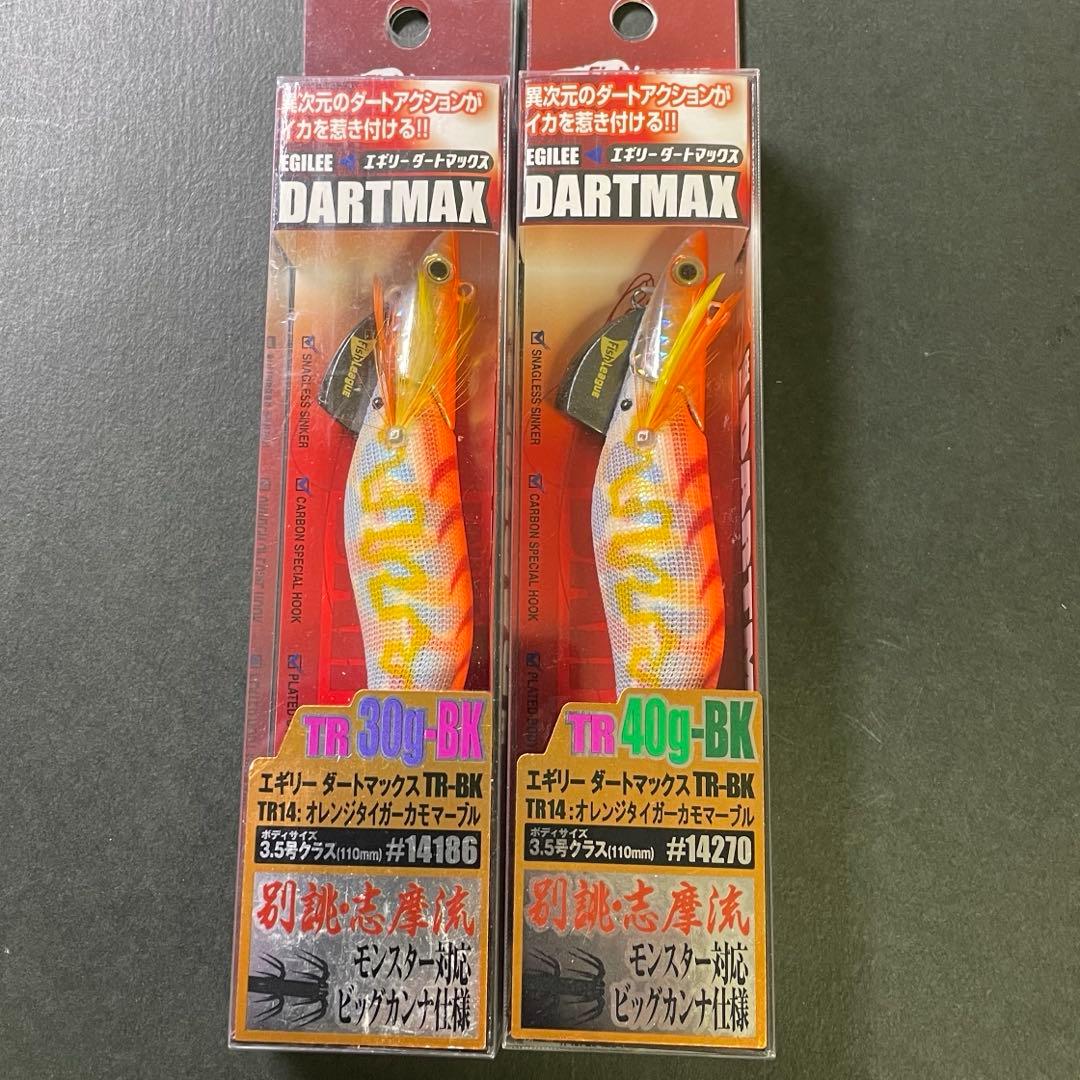 異次元のダートアクションが
イカを惹き付ける!!
EGILEE エギリーダートマックス
DARTMAX
FishLeague
SNAGLESS SINKER
CARBON SPECIAL HOOK
PLATED
TR 30g-BK
エギリー ダートマックス TR-BK
TR14:オレンジタイガーカモマーブル
ボディサイズ
3.5号クラス(110mm) #14186
別誂・志摩流
モンスター対応
ビッグカンナ仕様
異次元のダートアクションが
イカを惹き付ける!!
EGILEE エギリーダートマックス
DARTMAX
FishLeague
SNAGLESS SINKER
CARBON SPECIAL HOOK
PLATED
TR 40g-BK
エギリー ダートマックス TR-BK
TR14:オレンジタイガーカモマーブル
ボディサイズ
3.5号クラス(110mm) #14270
別誂・志摩流
モンスター対応
ビッグカンナ仕様